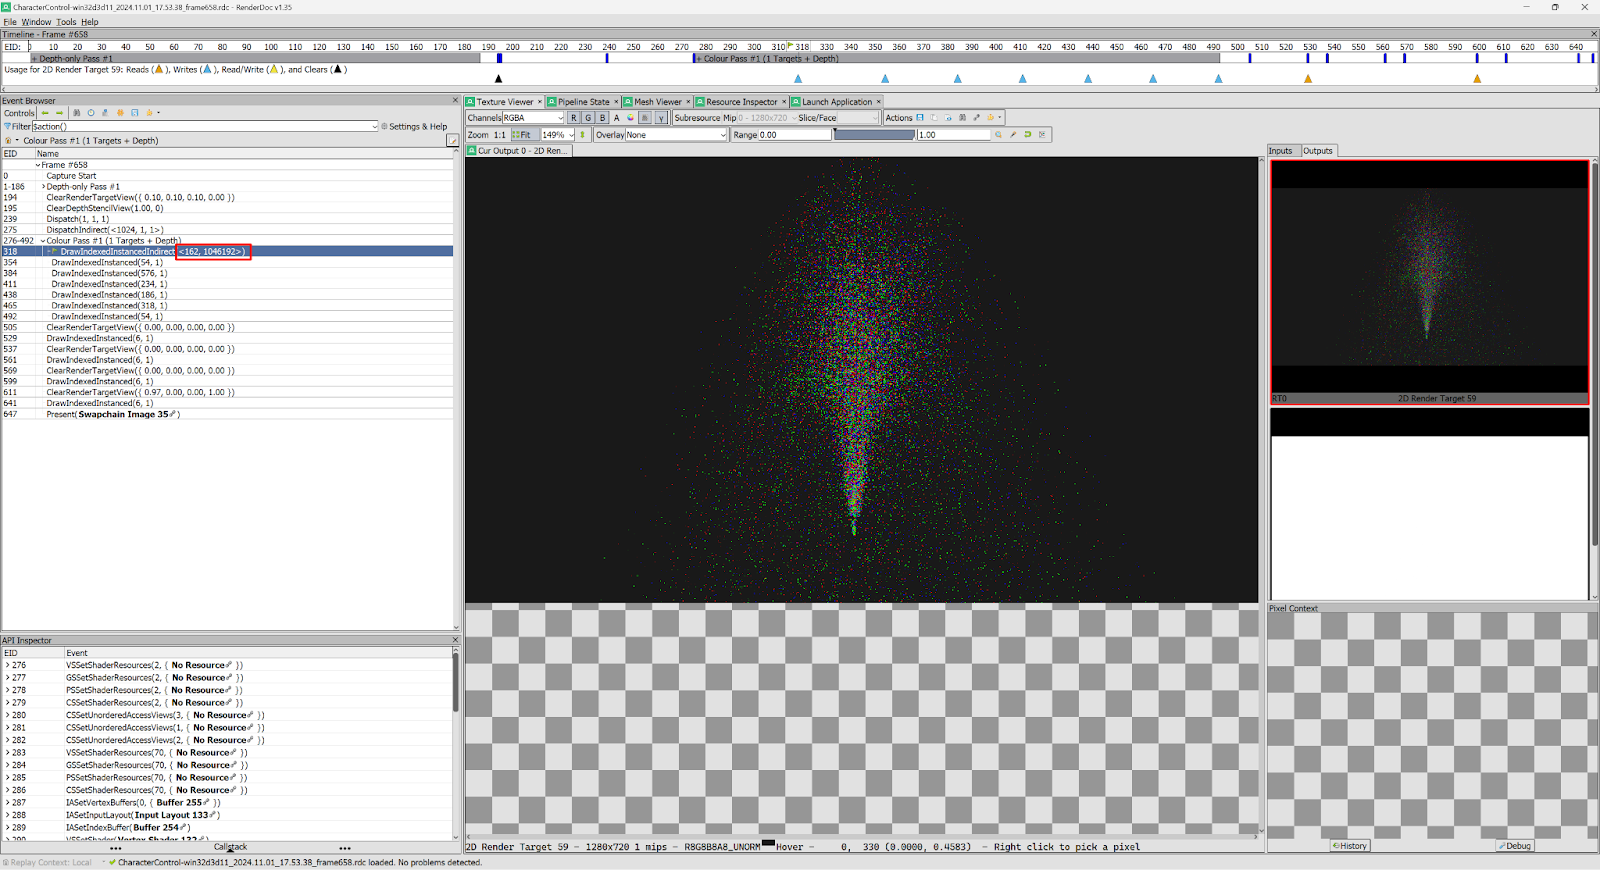 CharacterControl-win32d3d11_2024.11.01_17.53.38_frame658.rdc - RenderDoc v1.35
File Window Tools Help
Timeline - Frame #658
EID: 0 10 20 30 40 50 60 70 80 90 100 110 120 130 140 150 160 170 180 190 200 210 220 230 240 250 260 270 280 290 300 310 318 330 340 350 360 370 380 390 400 410 420 430 440 450 460 470 480 490 500 510 520 530 540 550 560 570 580 590 600 610 620 630 640
+ Depth-only Pass #1
+ Colour Pass #1 (1 Targets + Depth)
Usage for 2D Render Target 59: Reads ( ), Writes ( ), Read/Write ( ), and Clears ( )
Event Browser
Controls
Filter $action()
Settings & Help
Colour Pass #1 (1 Targets + Depth)
EID Name
Frame #658
0 Capture Start
1-186 Depth-only Pass #1
194 ClearRenderTargetView({ 0.10, 0.10, 0.10, 0.00 })
195 ClearDepthStencilView(1.00, 0)
239 Dispatch(1, 1, 1)
275 DispatchIndirect(<1024, 1, 1>)
276-492 Colour Pass #1 (1 Targets + Depth)
318 DrawIndexedInstancedIndirect(<162, 1046192>)
354 DrawIndexedInstanced(54, 1)
384 DrawIndexedInstanced(576, 1)
411 DrawIndexedInstanced(234, 1)
438 DrawIndexedInstanced(186, 1)
465 DrawIndexedInstanced(318, 1)
492 DrawIndexedInstanced(54, 1)
505 ClearRenderTargetView({ 0.00, 0.00, 0.00, 0.00 })
529 DrawIndexedInstanced(6, 1)
537 ClearRenderTargetView({ 0.00, 0.00, 0.00, 0.00 })
561 DrawIndexedInstanced(6, 1)
569 ClearRenderTargetView({ 0.00, 0.00, 0.00, 0.00 })
599 DrawIndexedInstanced(6, 1)
611 ClearRenderTargetView({ 0.97, 0.00, 0.00, 1.00 })
641 DrawIndexedInstanced(6, 1)
647 Present(Swapchain Image 35)
API Inspector
EID Event
276 VSSetShaderResources(2, { No Resource })
277 GSSetShaderResources(2, { No Resource })
278 PSSetShaderResources(2, { No Resource })
279 CSSetShaderResources(2, { No Resource })
280 CSSetUnorderedAccessViews(3, { No Resource })
281 CSSetUnorderedAccessViews(1, { No Resource })
282 CSSetUnorderedAccessViews(2, { No Resource })
283 VSSetShaderResources(70, { No Resource })
284 GSSetShaderResources(70, { No Resource })
285 PSSetShaderResources(70, { No Resource })
286 CSSetShaderResources(70, { No Resource })
287 IASetVertexBuffers(0, { Buffer 255 })
288 IASetInputLayout(Input Layout 133)
289 IASetIndexBuffer(Buffer 254)
Callstack
Replay Context: Local
CharacterControl-win32d3d11_2024.11.01_17.53.38_frame658.rdc loaded. No problems detected.
Texture Viewer Pipeline State Mesh Viewer Resource Inspector Launch Application
Channels RGBA R G B A γ Subresource Mip 0 - 1280x720 Slice/Face Actions
Zoom 1:1 Fit 149% Overlay None Range 0.00 1.00
Cur Output 0 - 2D Ren...
2D Render Target 59 - 1280x720 1 mips - R8G8B8A8_UNORM Hover - 0, 330 (0.0000, 0.4583) - Right click to pick a pixel
Inputs Outputs
RT0 2D Render Target 59
Pixel Context
History Debug